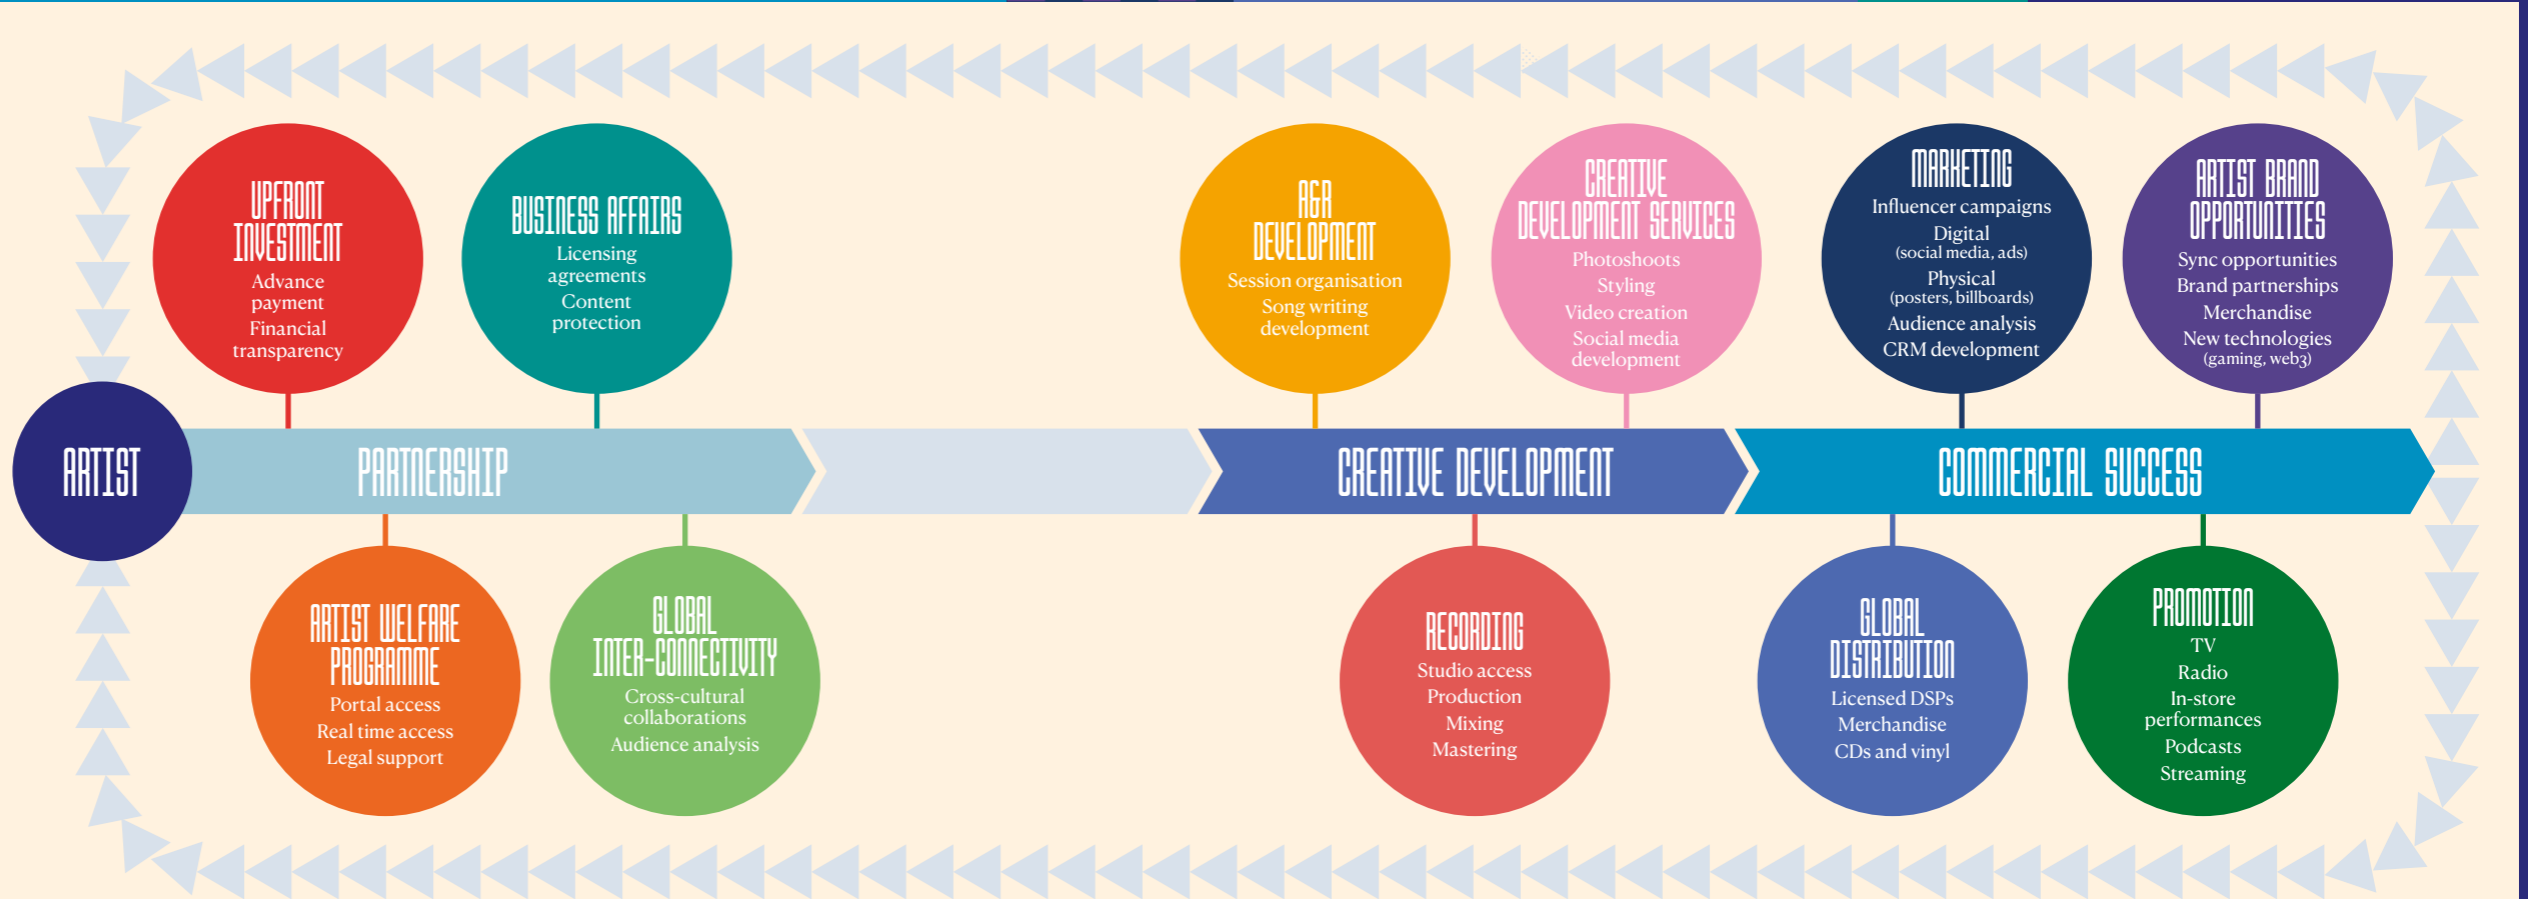 UPFRONT
INVESTMENT
Advance
payment
Financial
transparency
BUSINESS AFFAIRS
Licensing
agreements
Content
protection
A&R
DEVELOPMENT
Session organisation
Song writing
development
CREATIVE
DEVELOPMENT SERVICES
Photoshoots
Styling
Video creation
Social media
development
MARKETING
Influencer campaigns
Digital
(social media, ads)
Physical
(posters, billboards)
Audience analysis
CRM development
ARTIST BRAND
OPPORTUNITIES
Sync opportunities
Brand partnerships
Merchandise
New technologies
(gaming, web3)
ARTIST
PARTNERSHIP
CREATIVE DEVELOPMENT
COMMERCIAL SUCCESS
ARTIST WELFARE
PROGRAMME
Portal access
Real time access
Legal support
GLOBAL
INTER-CONNECTIVITY
Cross-cultural
collaborations
Audience analysis
RECORDING
Studio access
Production
Mixing
Mastering
GLOBAL
DISTRIBUTION
Licensed DSPs
Merchandise
CDs and vinyl
PROMOTION
TV
Radio
In-store
performances
Podcasts
Streaming